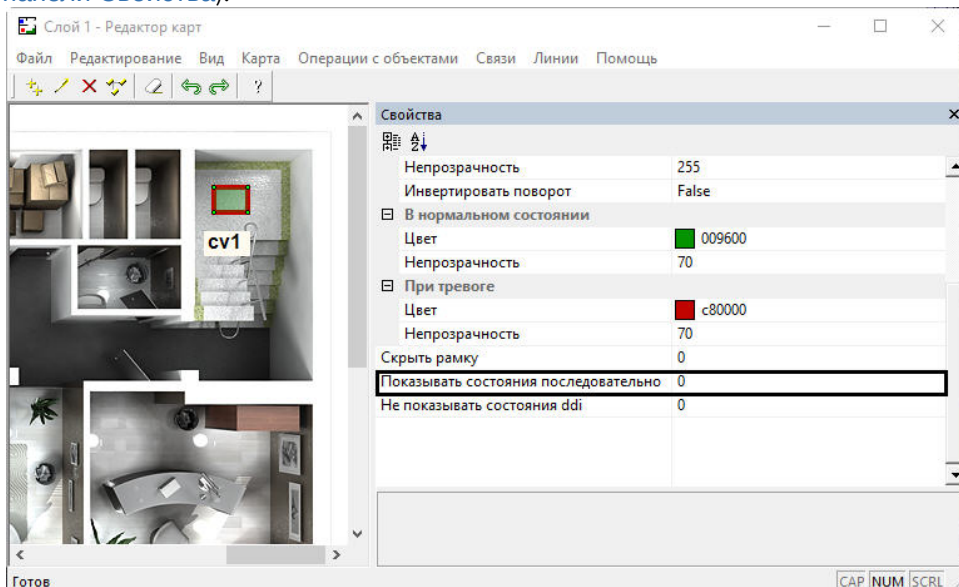 панели Свойства).
Слой 1 - Редактор карт
Файл Редактирование Вид Карта Операции с объектами Связи Линии Помощь
?
Свойства
Непрозрачность 255
Инвертировать поворот False
В нормальном состоянии
Цвет 009600
Непрозрачность 70
При тревоге
Цвет c80000
Непрозрачность 70
Скрыть рамку 0
Показывать состояния последовательно 0
Не показывать состояния ddi 0
cv1
Готов
CAP NUM SCRL